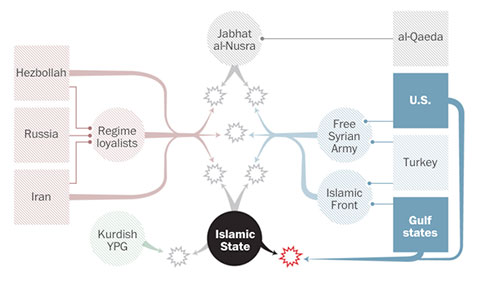 Jabhat
al-Nusra
al-Qaeda
Hezbollah
U.S.
Russia
Regime
loyalists
Free
Syrian
Army
Turkey
Iran
Islamic
Front
Kurdish
YPG
Islamic
State
Gulf
states